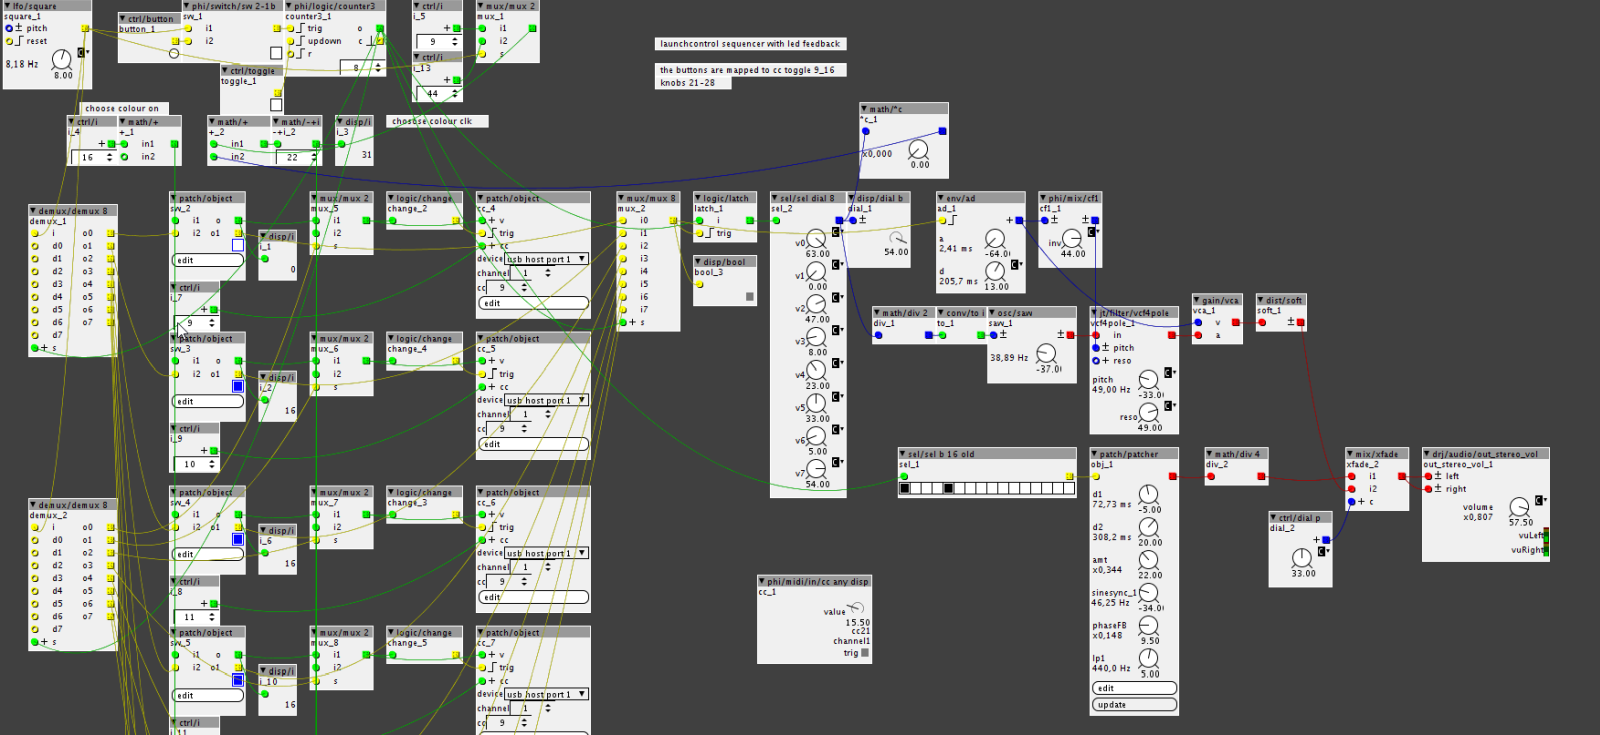 lfo/square
square_1
pitch
reset
8,18 Hz
8.00
ctrl/button
button_1
phi/switch/sw 2-1b
sw_1
i1
i2
ctrl/toggle
toggle_1
phi/logic/counter3
counter3_1
trig o
updown c
r
8
ctrl/i
i_5
9
ctrl/i
i_13
44
mux/mux 2
mux_1
i1
i2
s
launchcontrol sequencer with led feedback
the buttons are mapped to cc toggle 9_16
knobs 21-28
choose colour on
ctrl/i
i_4
16
math/+
+_1
in1
in2
math/+
+_2
in1
in2
math/-+i
-+i_2
22
disp/i
i_3
31
chosose colour clk
math/*c
*c_1
x0,000
0.00
demux/demux 8
demux_1
o0
d0 o1
d1 o2
d2 o3
d3 o4
d4 o5
d5 o6
d6 o7
d7
s
patch/object
sw_2
i1 o
i2 o1
edit
disp/i
i_1
0
ctrl/i
i_7
9
mux/mux 2
mux_5
i1
i2
s
logic/change
change_2
patch/object
cc_4
v
trig
cc
device usb host port 1
channel 1
cc 9
edit
mux/mux 8
mux_2
i0
i1
i2
i3
i4
i5
i6
i7
s
logic/latch
latch_1
i
trig
disp/bool
bool_3
sel/sel dial 8
sel_2
v0
63.00
v1
0.00
v2
47.00
v3
8.00
v4
23.00
v5
33.00
v6
5.00
v7
54.00
disp/dial b
dial_1
54.00
env/ad
ad_1
a
2,41 ms
-64.0
d
205,7 ms
13.00
phi/mix/cf1
cf1_1
inv
44.00
math/div 2
div_1
conv/to i
to_1
osc/saw
saw_1
38,89 Hz
-37.0
jt/filter/vcf4pole
vcf4pole_1
in
pitch
reso
pitch
49,00 Hz
-33.0
reso
49.00
gain/vca
vca_1
v
a
dist/soft
soft_1
patch/object
sw_3
i1 o
i2 o1
edit
disp/i
i_2
16
ctrl/i
i_9
10
mux/mux 2
mux_6
i1
i2
s
logic/change
change_4
patch/object
cc_5
v
trig
cc
device usb host port 1
channel 1
cc 9
edit
sel/sel b 16 old
sel_1
patch/patcher
obj_1
d1
72,73 ms
-5.00
d2
308,2 ms
20.00
amt
x0,344
22.00
sinesync_1
46,25 Hz
-34.0
phaseFB
x0,148
9.50
lp1
440,0 Hz
5.00
edit
update
math/div 4
div_2
mix/xfade
xfade_2
i1
i2
c
drj/audio/out_stereo_vol
out_stereo_vol_1
left
right
volume
x0,807
57.50
vuLeft
vuRight
ctrl/dial p
dial_2
33.00
demux/demux 8
demux_2
i o0
d0 o1
d1 o2
d2 o3
d3 o4
d4 o5
d5 o6
d6 o7
d7
s
patch/object
sw_4
i1 o
i2 o1
edit
disp/i
i_6
16
ctrl/i
i_8
11
mux/mux 2
mux_7
i1
i2
s
logic/change
change_3
patch/object
cc_6
v
trig
cc
device usb host port 1
channel 1
cc 9
edit
phi/midi/in/cc any disp
cc_1
value
15.50
cc21
channel1
trig
patch/object
sw_5
i1 o
i2 o1
edit
disp/i
i_10
16
ctrl/i
i_11
mux/mux 2
mux_8
i1
i2
s
logic/change
change_5
patch/object
cc_7
v
trig
cc
device usb host port 1
channel 1
cc 9